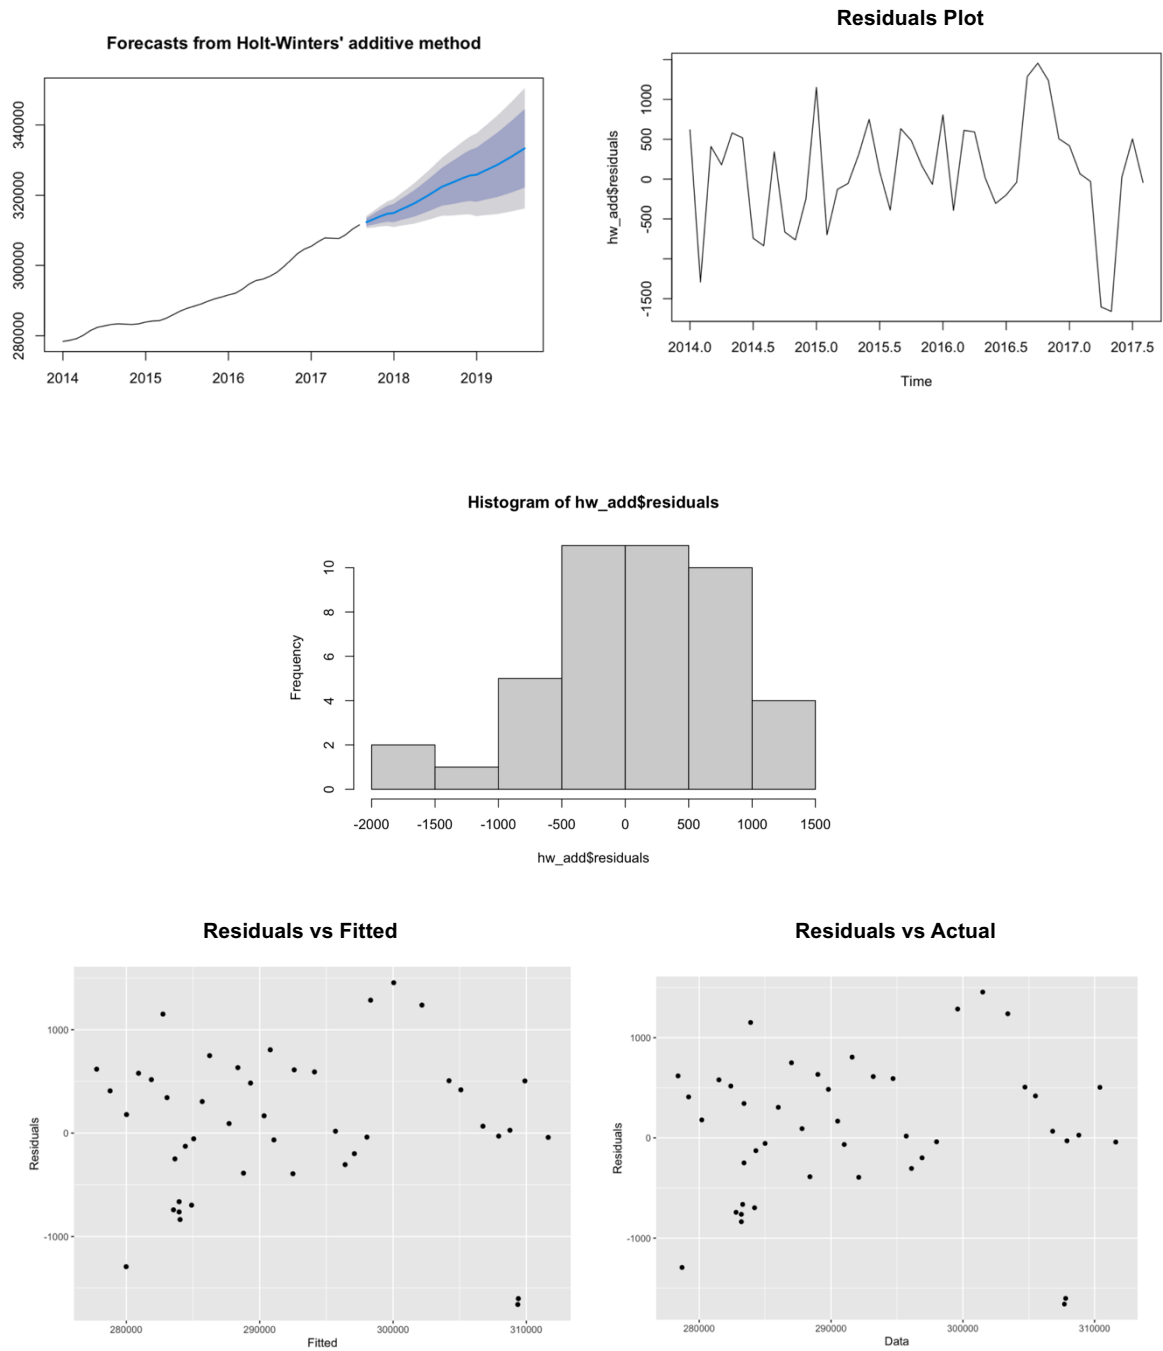 Forecasts from Holt-Winters' additive method
340000
320000
300000
280000
2014 2015 2016 2017 2018 2019
Residuals Plot
hw_add$residuals
1000
500
0
-500
-1500
2014.0 2014.5 2015.0 2015.5 2016.0 2016.5 2017.0 2017.5
Time
Histogram of hw_add$residuals
Frequency
10
8
6
4
2
0
-2000 -1500 -1000 -500 0 500 1000 1500
hw_add$residuals
Residuals vs Fitted
Residuals
1000
0
-1000
280000 290000 300000 310000
Fitted
Residuals vs Actual
Residuals
1000
0
-1000
280000 290000 300000 310000
Data